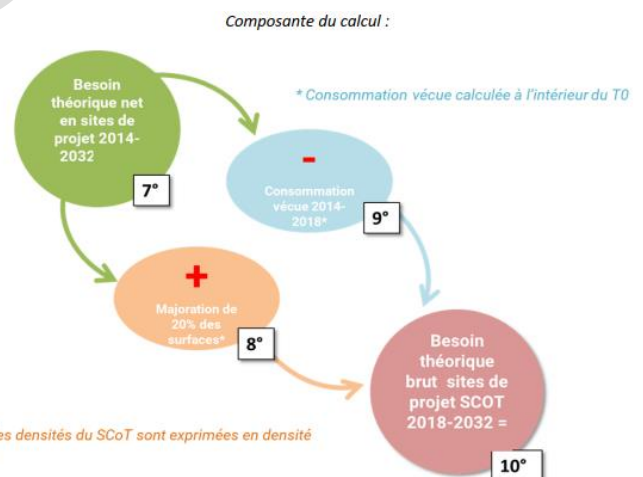 Composante du calcul :
Besoin
théorique net
en sites de
projet 2014-
2032
7°
* Consommation vécue calculée à l'intérieur du T0
-
Consommation
vécue 2014-
2018*
9°
+
Majoration de
20% des
surfaces*
8°
Besoin
théorique
brut sites de
projet SCOT
2018-2032 =
10°
es densités du SCoT sont exprimées en densité